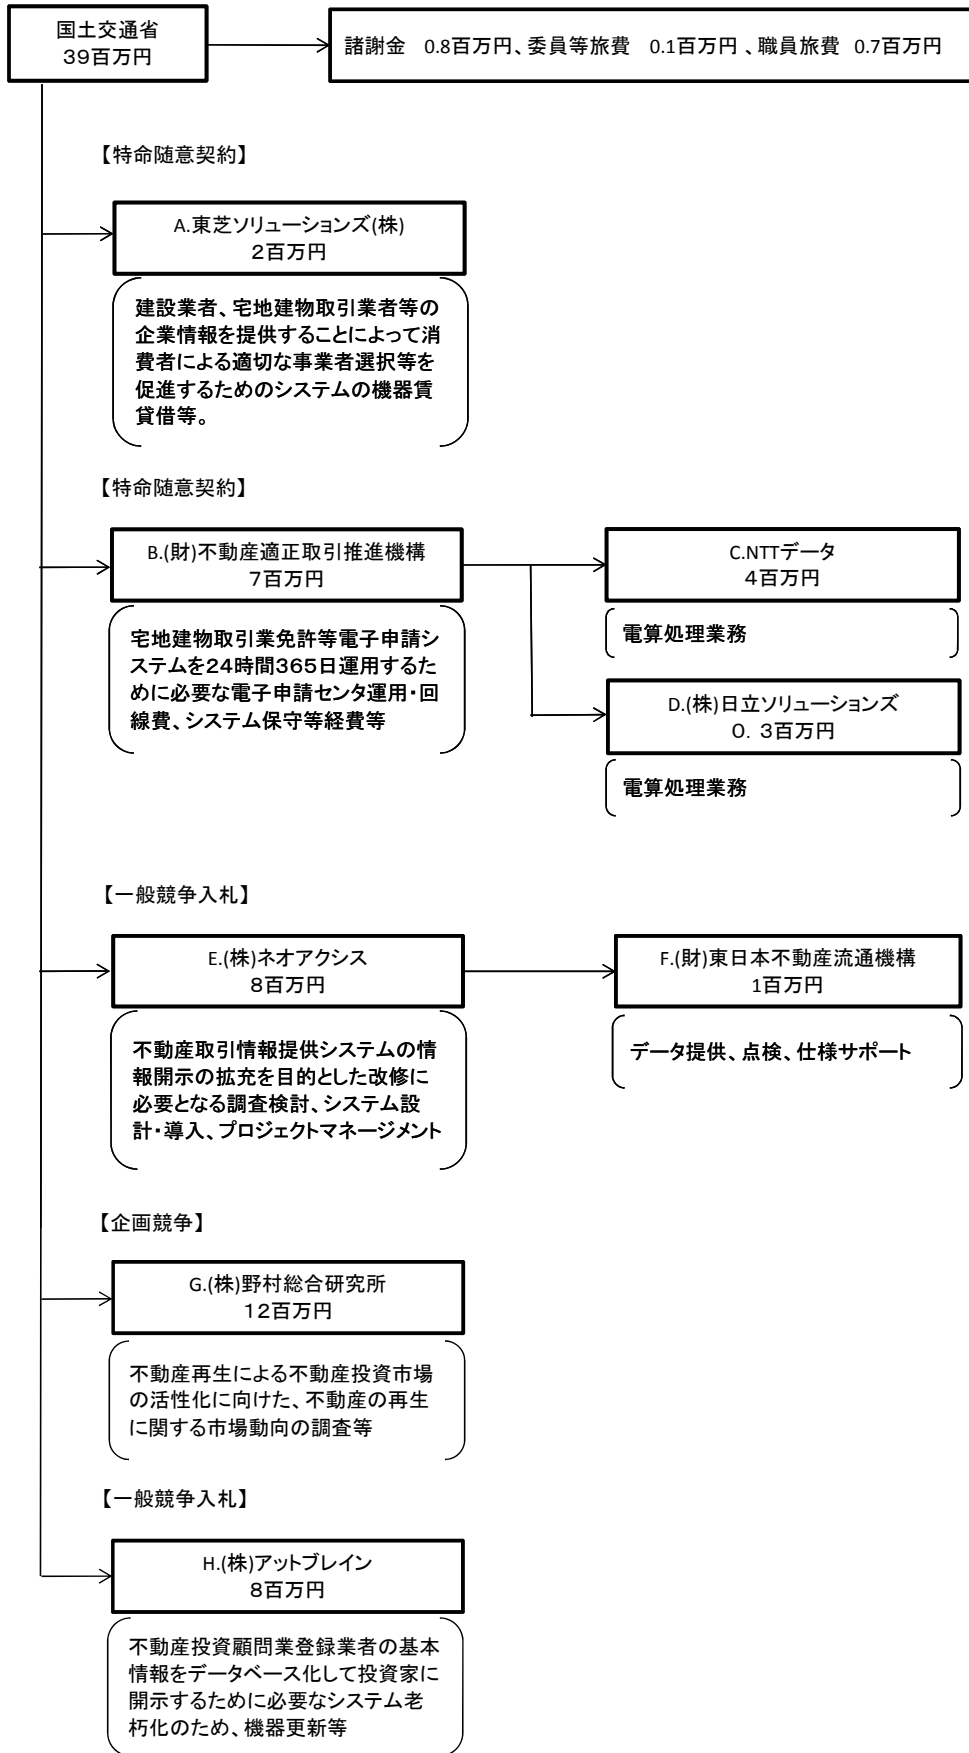 国土交通省
39百万円
諸謝金　0.8百万円、委員等旅費　0.1百万円 、職員旅費　0.7百万円
【特命随意契約】
A.東芝ソリューションズ(株)
２百万円
建設業者、宅地建物取引業者等の
企業情報を提供することによって消
費者による適切な事業者選択等を
促進するためのシステムの機器賃
貸借等。
【特命随意契約】
B.(財)不動産適正取引推進機構
７百万円
C.NTTデータ
４百万円
宅地建物取引業免許等電子申請シ
ステムを24時間365日運用するた
めに必要な電子申請センタ運用・回
線費、システム保守等経費等
電算処理業務
D.(株)日立ソリューションズ
０．３百万円
電算処理業務
【一般競争入札】
E.(株)ネオアクシス
８百万円
F.(財)東日本不動産流通機構
1百万円
不動産取引情報提供システムの情
報開示の拡充を目的とした改修に
必要となる調査検討、システム設
計・導入、プロジェクトマネージメント
データ提供、点検、仕様サポート
【企画競争】
G.(株)野村総合研究所
１２百万円
不動産再生による不動産投資市場
の活性化に向けた、不動産の再生
に関する市場動向の調査等
【一般競争入札】
H.(株)アットブレイン
８百万円
不動産投資顧問業登録業者の基本
情報をデータベース化して投資家に
開示するために必要なシステム老
朽化のため、機器更新等